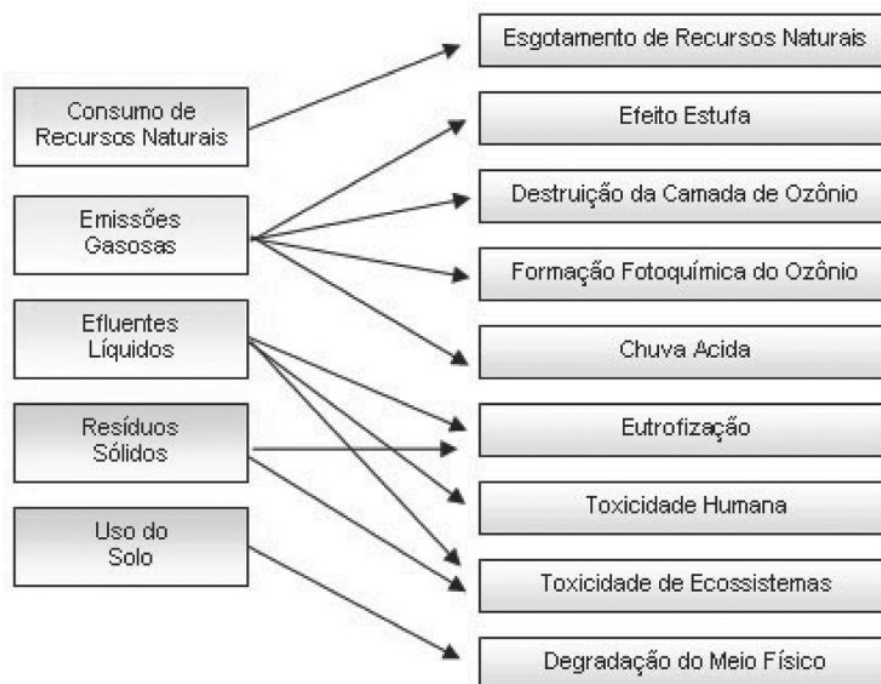 Consumo de
Recursos Naturais
Emissões
Gasosas
Efluentes
Líquidos
Resíduos
Sólidos
Uso do
Solo
Esgotamento de Recursos Naturais
Efeito Estufa
Destruição da Camada de Ozônio
Formação Fotoquímica do Ozônio
Chuva Acida
Eutrofização
Toxicidade Humana
Toxicidade de Ecossistemas
Degradação do Meio Físico